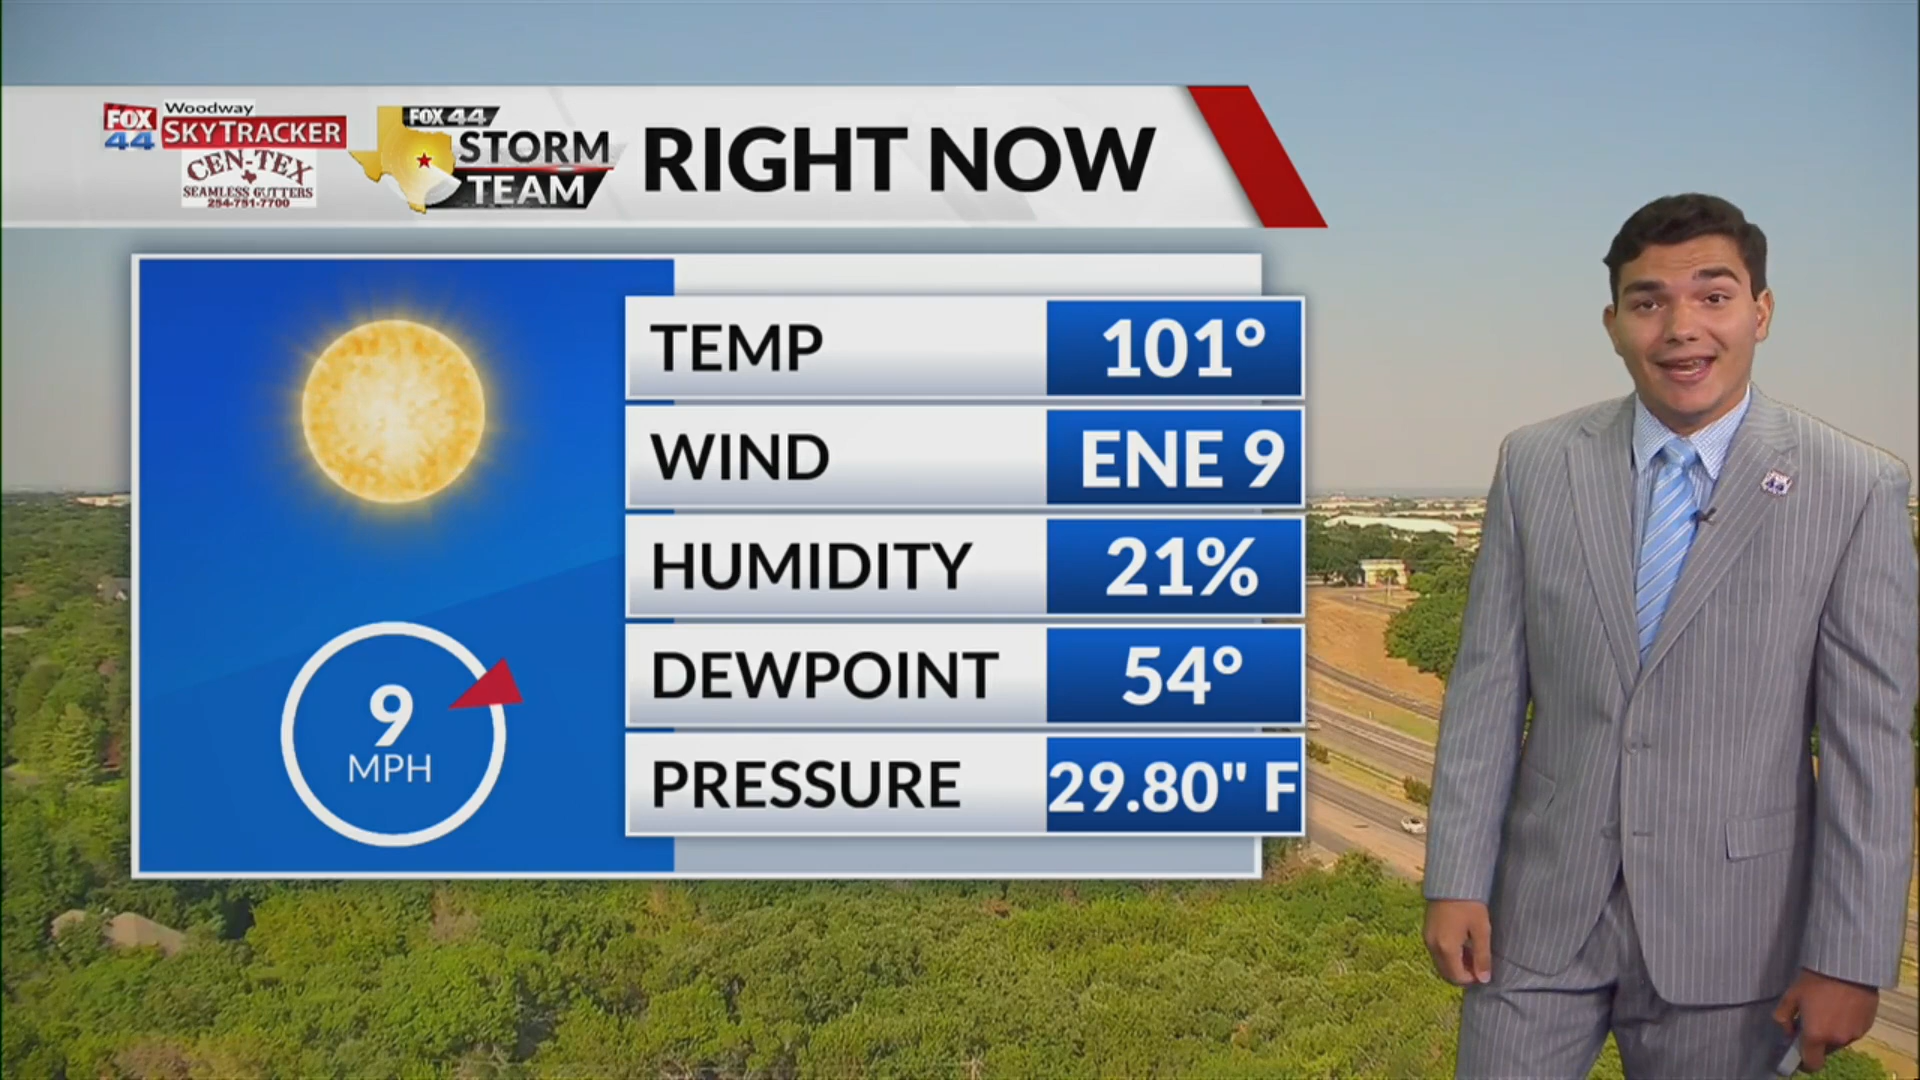 FOX 44
Woodway
SKYTRACKER
CEN-TEX
SEAMLESS GUTTERS
254-751-7700
FOX 44
STORM
TEAM
RIGHT NOW
TEMP 101°
WIND ENE 9
HUMIDITY 21%
DEWPOINT 54°
PRESSURE 29.80" F
9
MPH